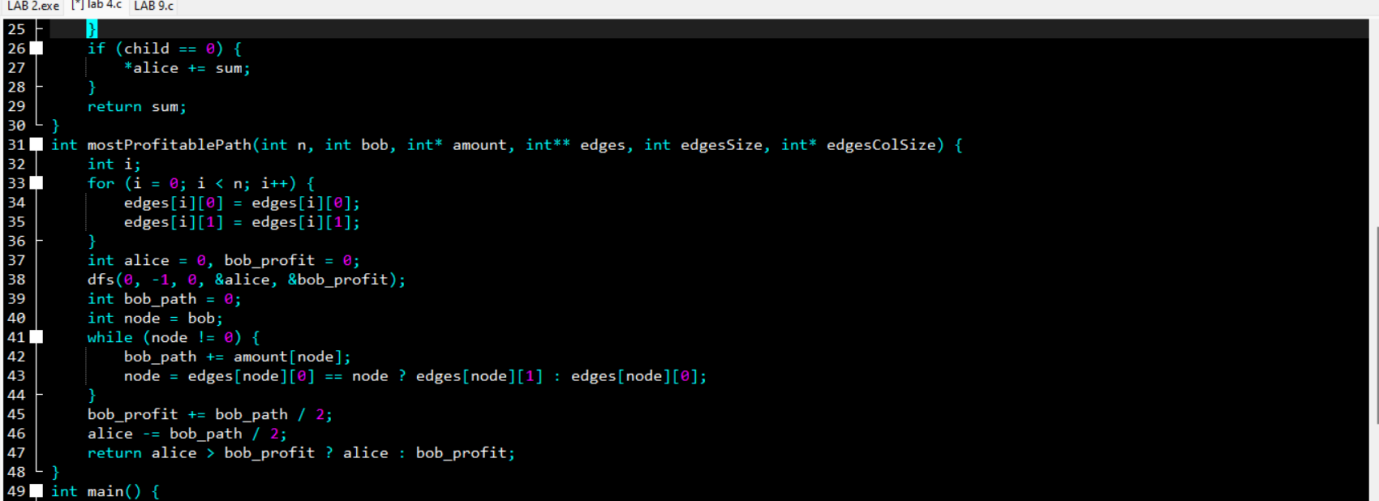 LAB 2.exe [*] lab 4.c LAB 9.c
25 }
26 if (child == 0) {
27 *alice += sum;
28 }
29 return sum;
30 }
31 int mostProfitablePath(int n, int bob, int* amount, int** edges, int edgesSize, int* edgesColSize) {
32 int i;
33 for (i = 0; i < n; i++) {
34 edges[i][0] = edges[i][0];
35 edges[i][1] = edges[i][1];
36 }
37 int alice = 0, bob_profit = 0;
38 dfs(0, -1, 0, &alice, &bob_profit);
39 int bob_path = 0;
40 int node = bob;
41 while (node != 0) {
42 bob_path += amount[node];
43 node = edges[node][0] == node ? edges[node][1] : edges[node][0];
44 }
45 bob_profit += bob_path / 2;
46 alice -= bob_path / 2;
47 return alice > bob_profit ? alice : bob_profit;
48 }
49 int main() {